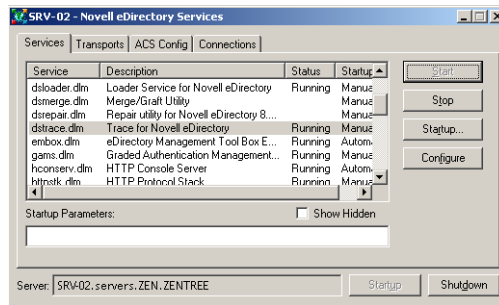 SRV-02 - Novell eDirectory Services
Services Transports ACS Config Connections
Service Description Status Startup
dsloader.dlm Loader Service for Novell eDirectory Running Manua
dsmerge.dlm Merge/Graft Utility Manua
dsrepair.dlm Repair utility for Novell eDirectory 8.... Manua
dstrace.dlm Trace for Novell eDirectory Running Manua
embox.dlm eDirectory Management Tool Box E... Running Autom
gams.dlm Graded Authentication Management... Running Manua
hconserv.dlm HTTP Console Server Running Autom
httpstk.dlm HTTP Protocol Stack Running Manua
Start
Stop
Startup...
Configure
Startup Parameters:
Show Hidden
Server: SRV-02.servers.ZEN.ZENTREE
Startup
Shutdown